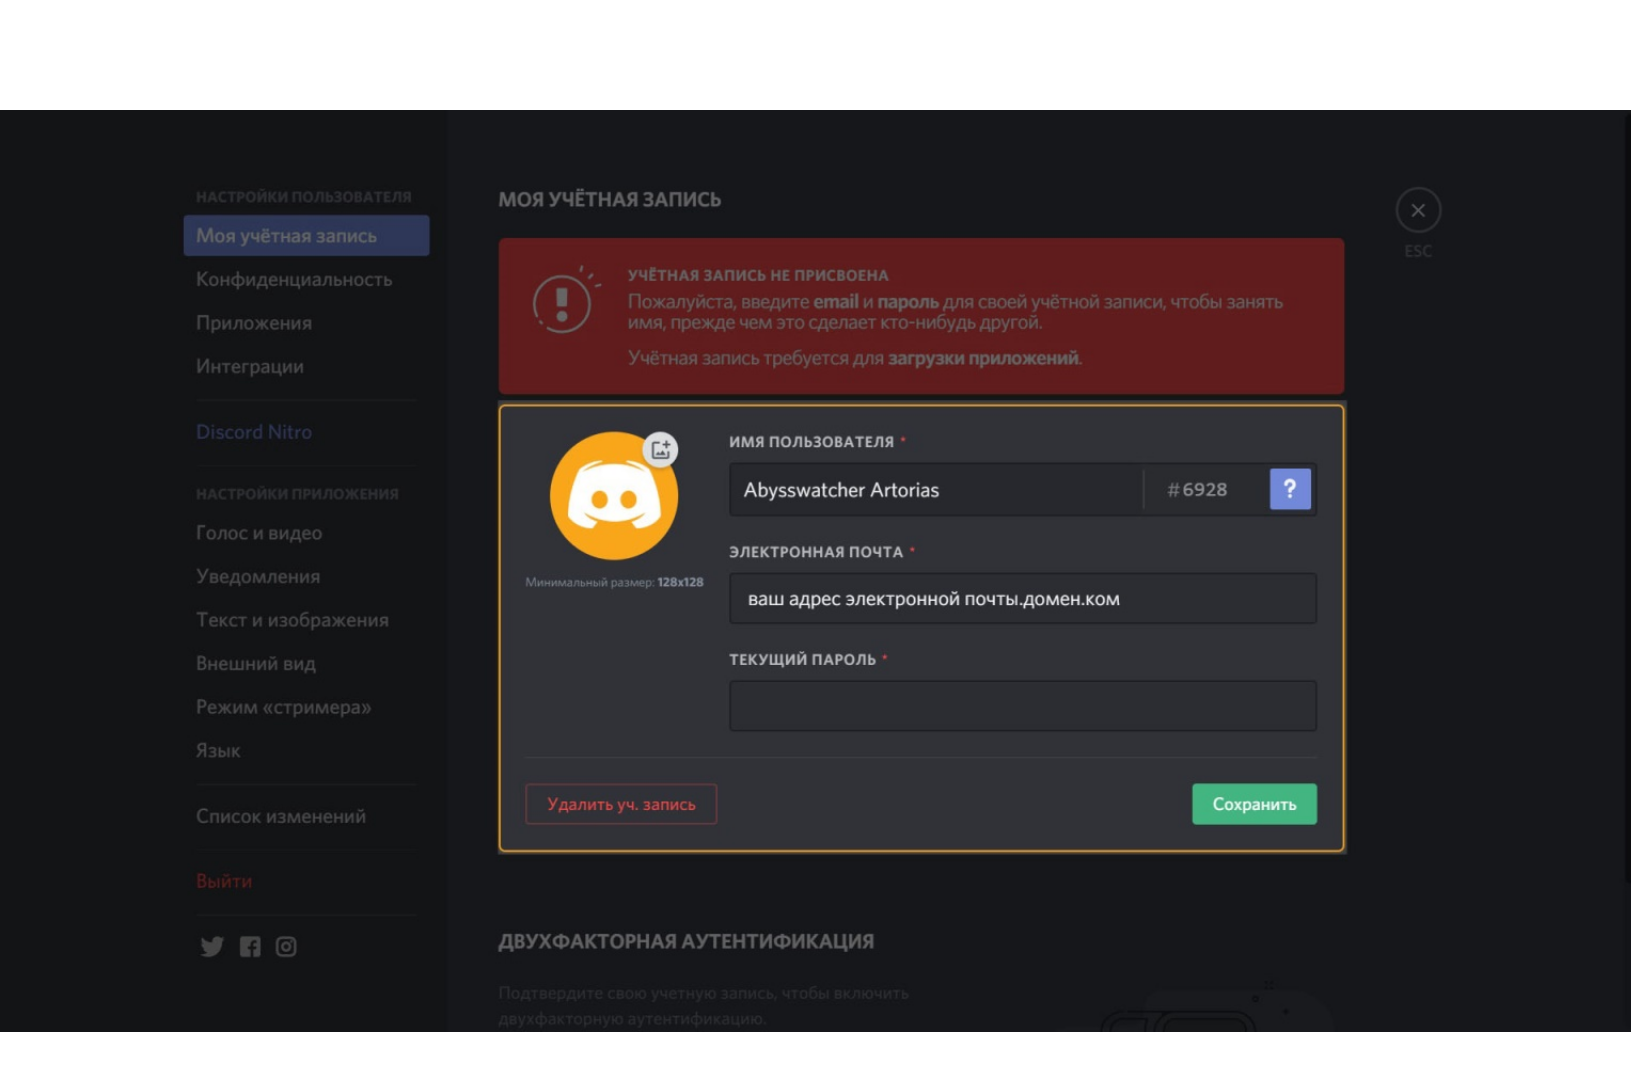 НАСТРОЙКИ ПОЛЬЗОВАТЕЛЯ
Моя учётная запись
Конфиденциальность
Приложения
Интеграции
Discord Nitro
НАСТРОЙКИ ПРИЛОЖЕНИЯ
Голос и видео
Уведомления
Текст и изображения
Внешний вид
Режим «стримера»
Язык
Список изменений
Выйти
МОЯ УЧЁТНАЯ ЗАПИСЬ
УЧЁТНАЯ ЗАПИСЬ НЕ ПРИСВОЕНА
Пожалуйста, введите email и пароль для своей учётной записи, чтобы занять
имя, прежде чем это сделает кто-нибудь другой.
Учётная запись требуется для загрузки приложений.
ESC
Минимальный размер: 128x128
ИМЯ ПОЛЬЗОВАТЕЛЯ *
Abysswatcher Artorias #6928 ?
ЭЛЕКТРОННАЯ ПОЧТА *
ваш адрес электронной почты.домен.ком
ТЕКУЩИЙ ПАРОЛЬ *
Удалить уч. запись
Сохранить
ДВУХФАКТОРНАЯ АУТЕНТИФИКАЦИЯ
Подтвердите свою учетную запись, чтобы включить
двухфакторную аутентификацию.